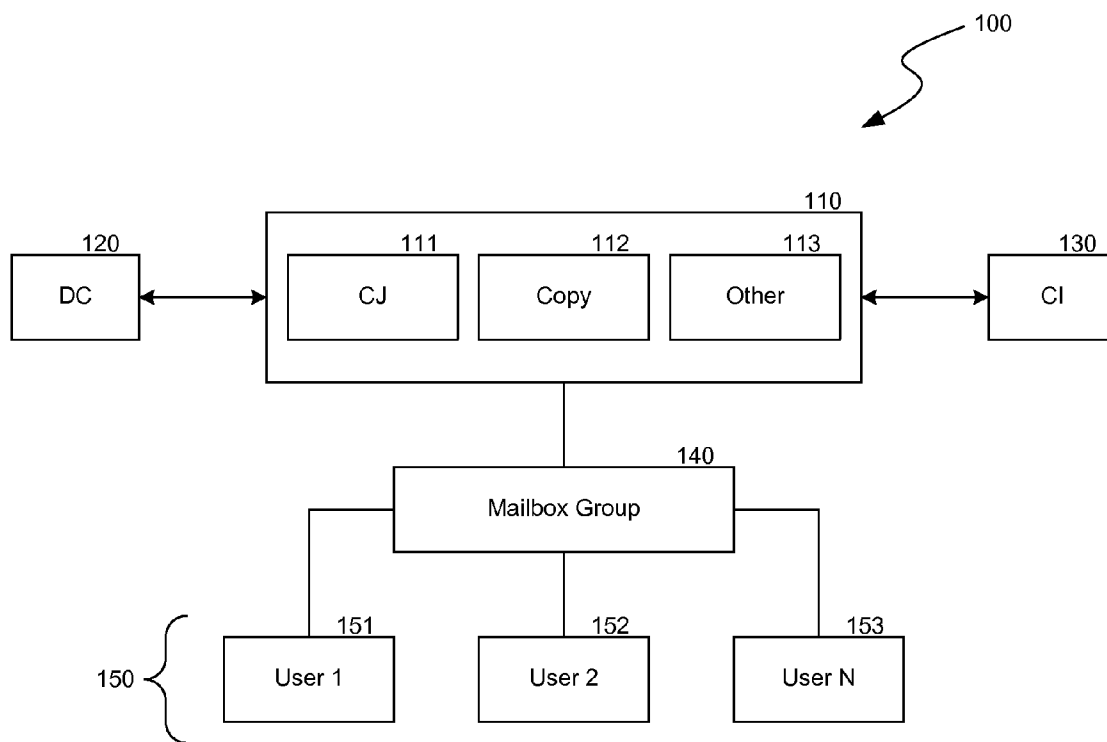 100
110
120
111
112
113
130
DC
CJ
Copy
Other
CI
140
Mailbox Group
151
152
153
150
User 1
User 2
User N